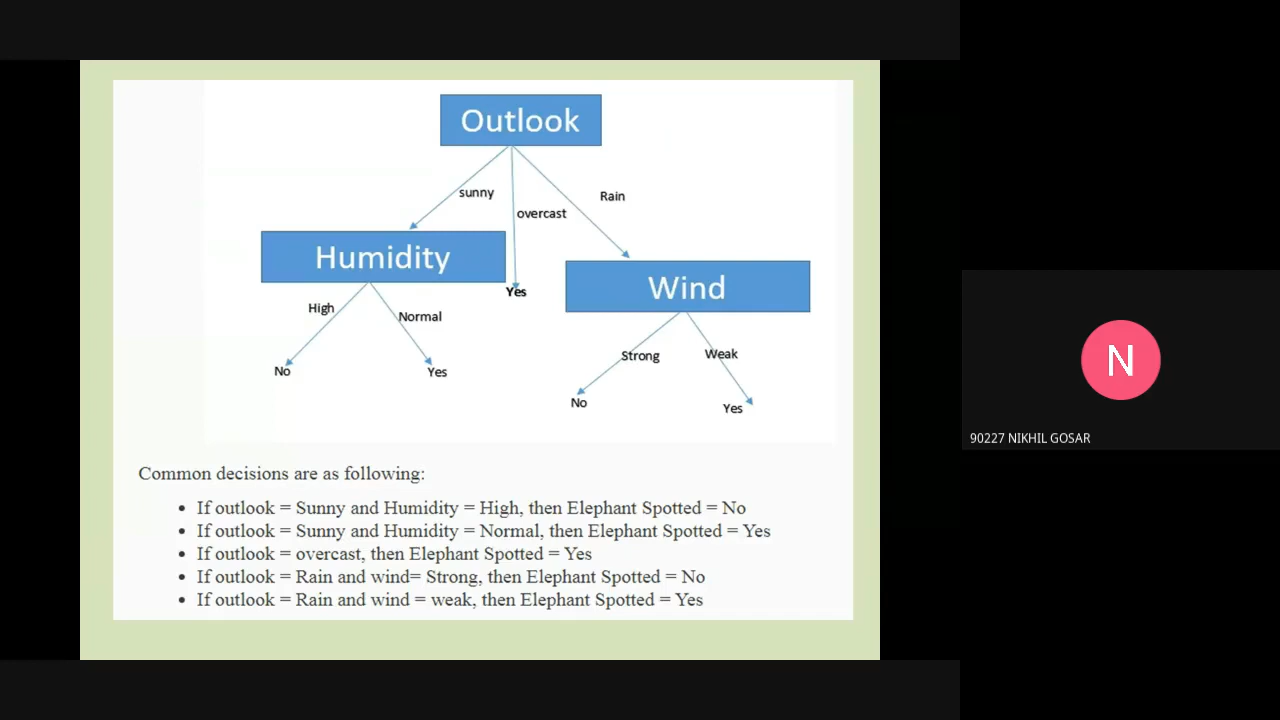 Outlook
sunny
Rain
overcast
Humidity
Wind
Yes
High
Normal
Strong
Weak
No
Yes
No
Yes
Common decisions are as following:
• If outlook = Sunny and Humidity = High, then Elephant Spotted = No
• If outlook = Sunny and Humidity = Normal, then Elephant Spotted = Yes
• If outlook = overcast, then Elephant Spotted = Yes
• If outlook = Rain and wind= Strong, then Elephant Spotted = No
• If outlook = Rain and wind = weak, then Elephant Spotted = Yes
N
90227 NIKHIL GOSAR